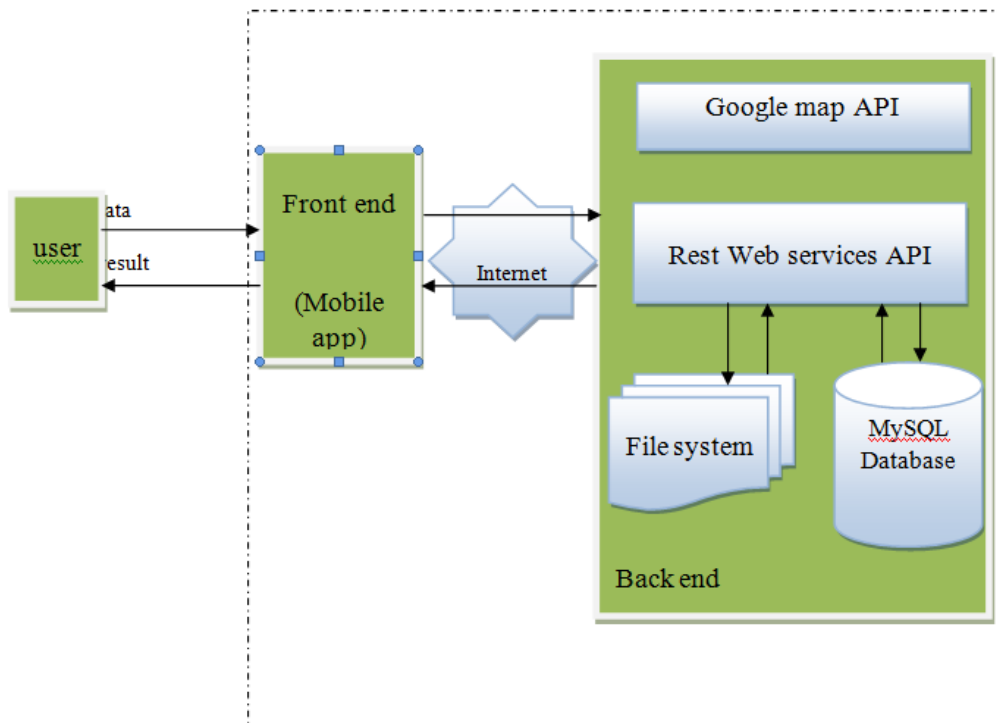 Google map API
Front end
ata
user
Rest Web services API
esult
Internet
(Mobile
app)
File system
MySQL
Database
Back end